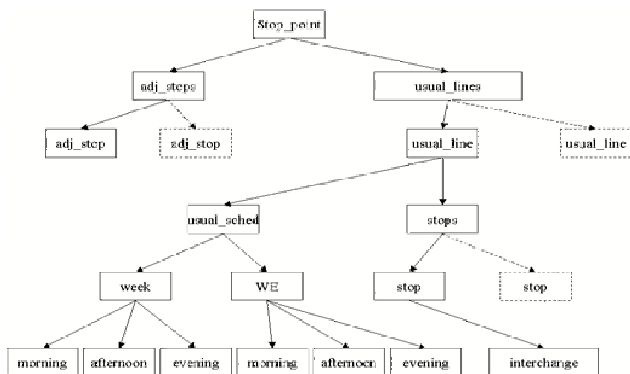 Stop_point
adj_stops usual_lines
adj_stop adj_stop usual_line usual_line
usual_sched stops
week WE stop stop
morning afternoon evening morning afternoon evening interchange